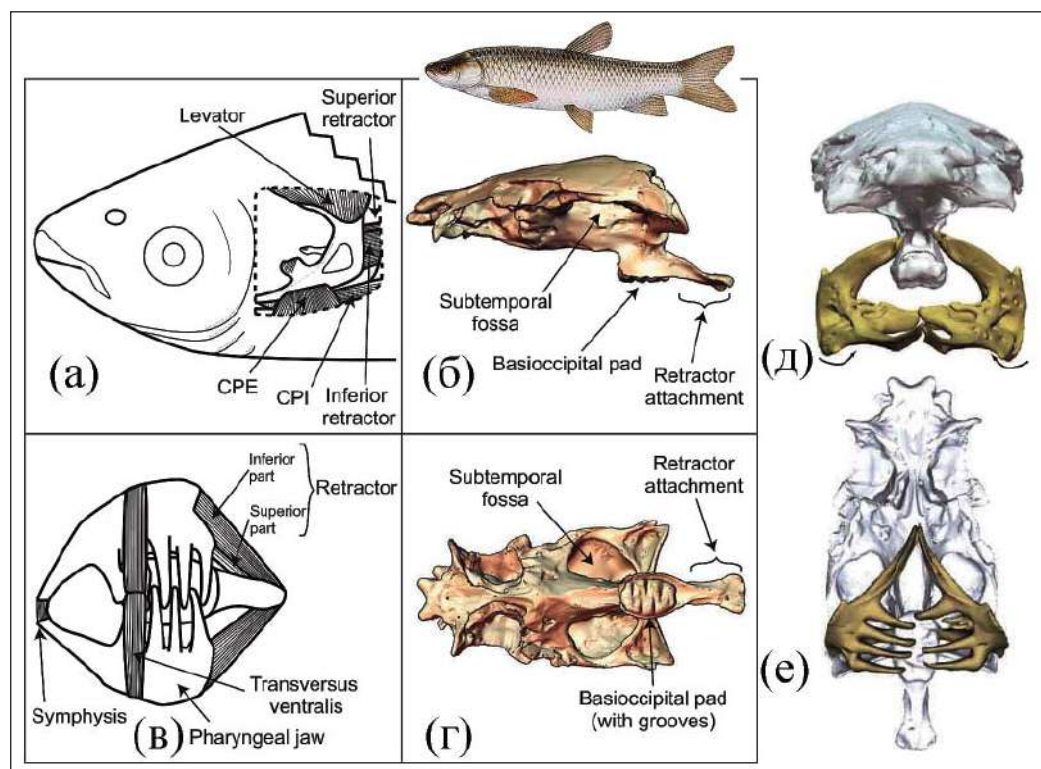 Levator
Superior
retractor
(а)
CPE
CPI
Inferior
retractor
Subtemporal
fossa
Basioccipital pad
Retractor
attachment
(б)
(д)
Inferior
part
Superior
part
Retractor
Symphysis
(в)
Transversus
ventralis
Pharyngeal jaw
Subtemporal
fossa
Retractor
attachment
Basioccipital pad
(with grooves)
(г)
(е)